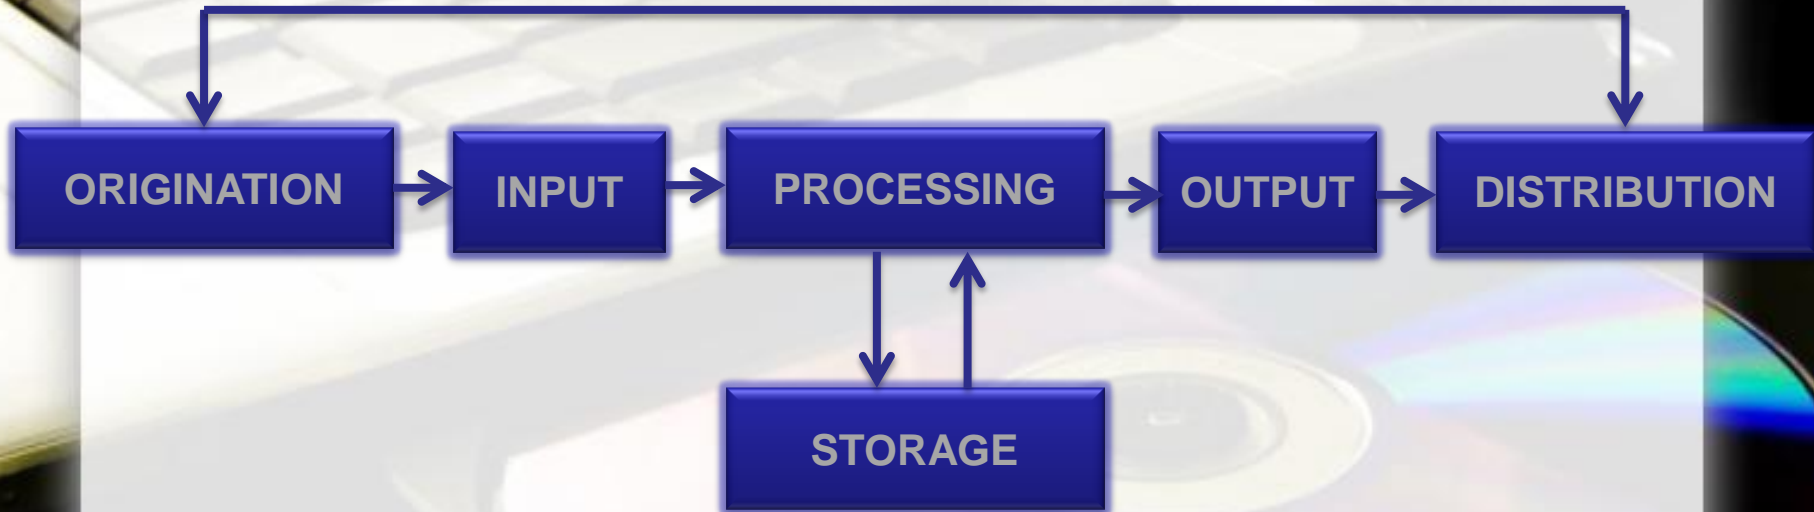 ORIGINATION
INPUT
PROCESSING
OUTPUT
DISTRIBUTION
STORAGE